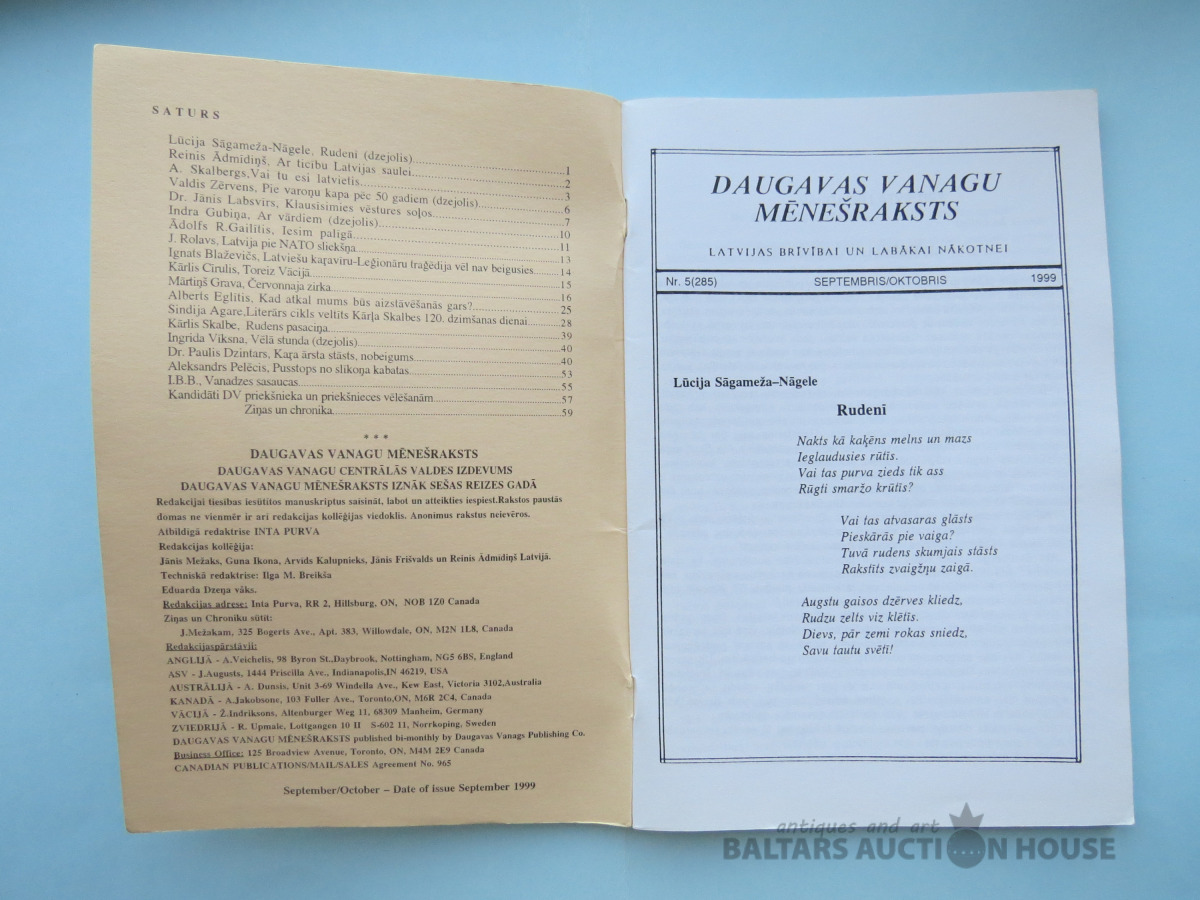 SATURS
Lūcija Sāgameža-Nāgele, Rudenī (dzejolis)....................1
Reinis Ādmīdiņš, Ar ticību Latvijas saulei....................2
A. Skalbergs,Vai tu esi latvietis....................3
Valdis Zērvens, Pie varoņu kapa pēc 50 gadiem (dzejolis)....................6
Dr. Jānis Labsvirs, Klausīsimies vēstures soļos....................7
Indra Gubiņa, Ar vārdiem (dzejolis)....................10
Ādolfs R.Gailītis, Iesim palīgā....................11
J. Rolavs, Latvija pie NATO sliekšņa....................13
Ignats Blaževičs, Latviešu kaŗavīru-Leģionāru traģēdija vēl nav beigusies....................14
Kārlis Cīrulis, Toreiz Vācijā....................15
Mārtiņš Grava, Červonnaja zirka....................16
Alberts Eglītis, Kad atkal mums būs aizstāvēšanās gars?....................25
Sindija Agare,Literārs cikls veltīts Kārļa Skalbes 120. dzimšanas dienai....................28
Kārlis Skalbe, Rudens pasaciņa....................39
Ingrida Viksna, Vēlā stunda (dzejolis)....................40
Dr. Paulis Dzintars, Kaŗa ārsta stāsts, nobeigums....................40
Aleksandrs Pelēcis, Pusstops no slikoņa kabatas....................53
I.B.B., Vanadzes sasaucas....................55
Kandidāti DV priekšnieka un priekšnieces vēlēšanām....................57
Ziņas un chronika....................59
* * *
DAUGAVAS VANAGU MĒNEŠRAKSTS
DAUGAVAS VANAGU CENTRĀLĀS VALDES IZDEVUMS
DAUGAVAS VANAGU MĒNEŠRAKSTS IZNĀK SEŠAS REIZES GADĀ
Redakcijai tiesības iesūtītos manuskriptus saīsināt, labot un atteikties iespiest.Rakstos paustās
domas ne vienmēr ir arī redakcijas kollēģijas viedoklis. Anonimus rakstus neievēros.
Atbildīgā redaktrise INTA PURVA
Redakcijas kollēģija:
Jānis Mežaks, Guna Ikona, Arvīds Kalupnieks, Jānis Frišvalds un Reinis Ādmīdiņš Latvijā.
Techniskā redaktrise: Ilga M. Breikša
Eduarda Dzeņa vāks.
Redakcijas adrese: Inta Purva, RR 2, Hillsburg, ON, NOB 1Z0 Canada
Ziņas un Chroniku sūtīt:
J.Mežakam, 325 Bogerts Ave., Apt. 383, Willowdale, ON, M2N 1L8, Canada
Redakcijaspārstāvji:
ANGLIJĀ - A.Veichelis, 98 Byron St.,Daybrook, Nottingham, NG5 6BS, England
ASV - J.Augusts, 1444 Priscilla Ave., Indianapolis,IN 46219, USA
AUSTRĀLIJĀ - A. Dunsis, Unit 3-69 Windella Ave., Kew East, Victoria 3102,Australia
KANADĀ - A.Jakobsone, 103 Fuller Ave., Toronto,ON, M6R 2C4, Canada
VĀCIJĀ - Ž.Indriksons, Altenburger Weg 11, 68309 Manheim, Germany
ZVIEDRIJĀ - R. Upmale, Lottgangen 10 II S-602 11, Norrkoping, Sweden
DAUGAVAS VANAGU MĒNEŠRAKSTS published bi-monthly by Daugavas Vanags Publishing Co.
Business Office: 125 Broadview Avenue, Toronto, ON, M4M 2E9 Canada
CANADIAN PUBLICATIONS/MAIL/SALES Agreement No. 965
September/October – Date of issue September 1999
DAUGAVAS VANAGU
MĒNEŠRAKSTS
LATVIJAS BRĪVĪBAI UN LABĀKAI NĀKOTNEI
Nr. 5(285) SEPTEMBRIS/OKTOBRIS 1999
Lūcija Sāgameža–Nāgele
Rudenī
Nakts kā kaķēns melns un mazs
Ieglaudusies rūtīs.
Vai tas purva zieds tik ass
Rūgti smaržo krūtīs?
Vai tas atvasaras glāsts
Pieskārās pie vaiga?
Tuvā rudens skumjais stāsts
Rakstīts zvaigžņu zaigā.
Augstu gaisos dzērves kliedz,
Rudzu zelts viz klētīs.
Dievs, pār zemi rokas sniedz,
Savu tautu svētī!
antiques and art
BALTARS AUCTION HOUSE